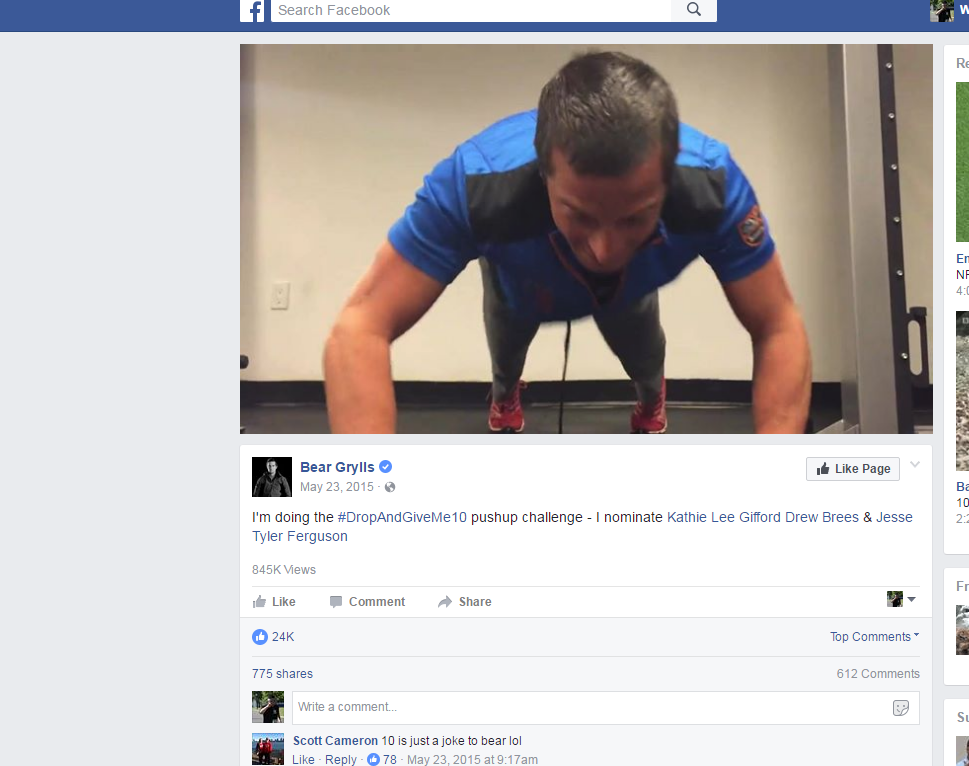 f
Search Facebook
W
Re
En
NF
4:0
Ba
10
2:2
Bear Grylls
Like Page
May 23, 2015 ·
I'm doing the #DropAndGiveMe10 pushup challenge - I nominate Kathie Lee Gifford Drew Brees & Jesse
Tyler Ferguson
845K Views
Like Comment Share
Fr
24K Top Comments
775 shares 612 Comments
Write a comment...
Su
Scott Cameron 10 is just a joke to bear lol
Like · Reply · 78 · May 23, 2015 at 9:17am